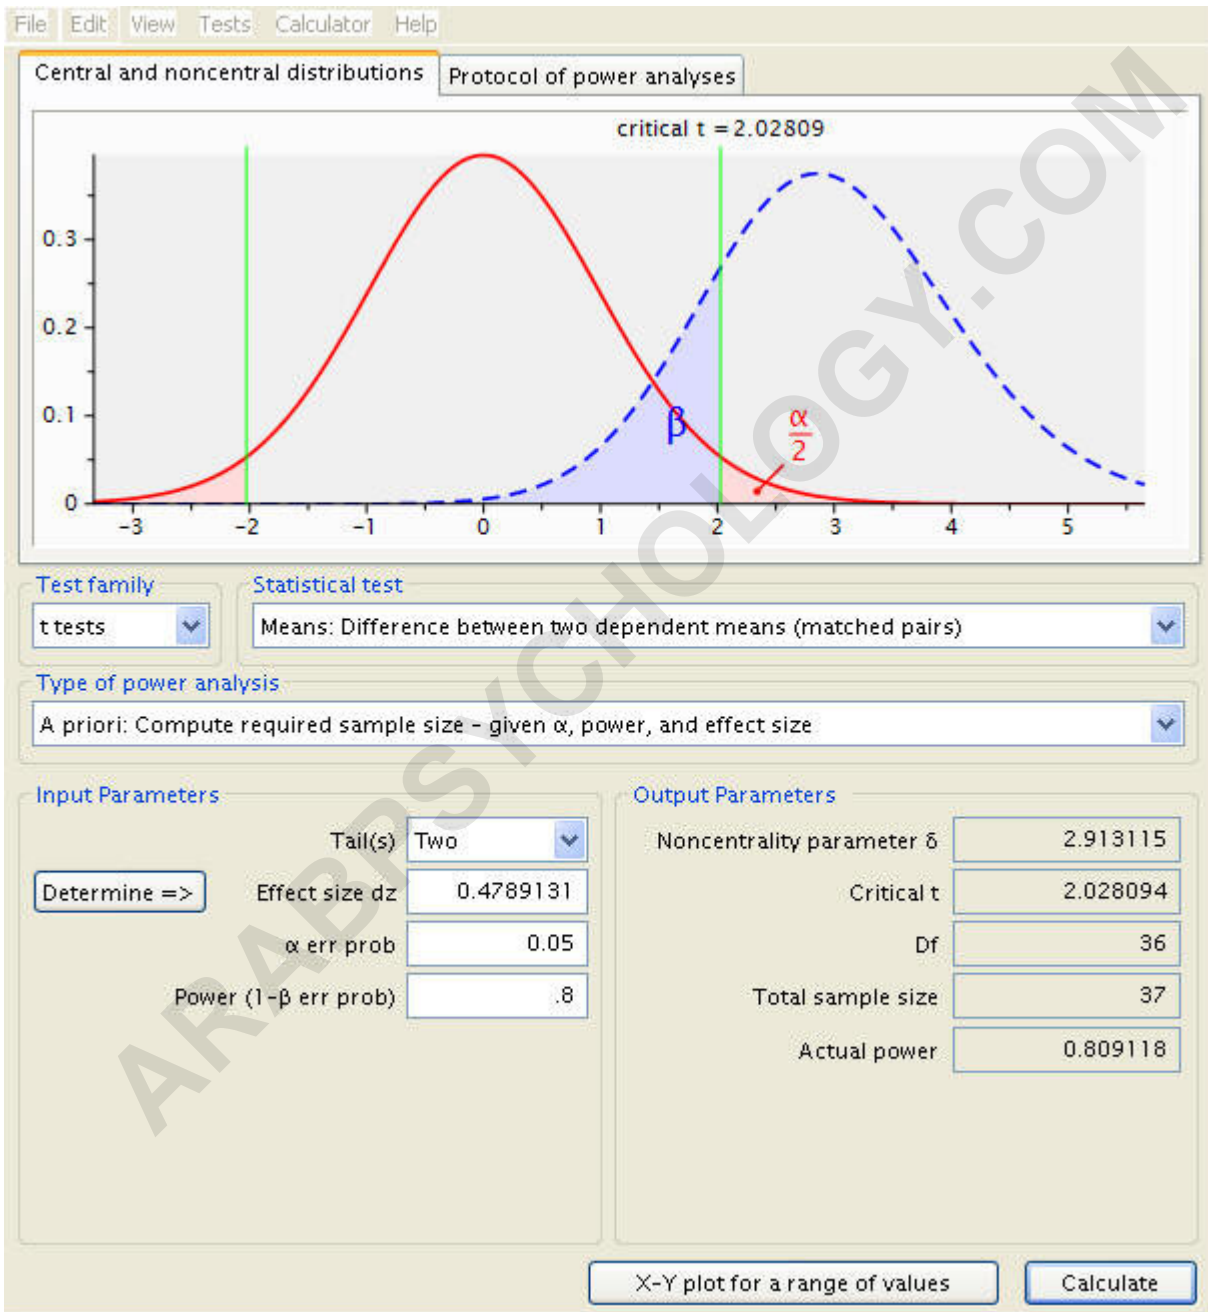 File Edit View Tests Calculator Help
Central and noncentral distributions Protocol of power analyses
critical t = 2.02809
0.3
0.2
0.1
0
β
α
2
-3 -2 -1 0 1 2 3 4 5
Test family Statistical test
t tests Means: Difference between two dependent means (matched pairs)
Type of power analysis
A priori: Compute required sample size – given α, power, and effect size
Input Parameters
Tail(s) Two
Determine => Effect size dz 0.4789131
α err prob 0.05
Power (1-β err prob) .8
Output Parameters
Noncentrality parameter δ 2.913115
Critical t 2.028094
Df 36
Total sample size 37
Actual power 0.809118
X-Y plot for a range of values Calculate
ARABPSYCHOLOGY.COM